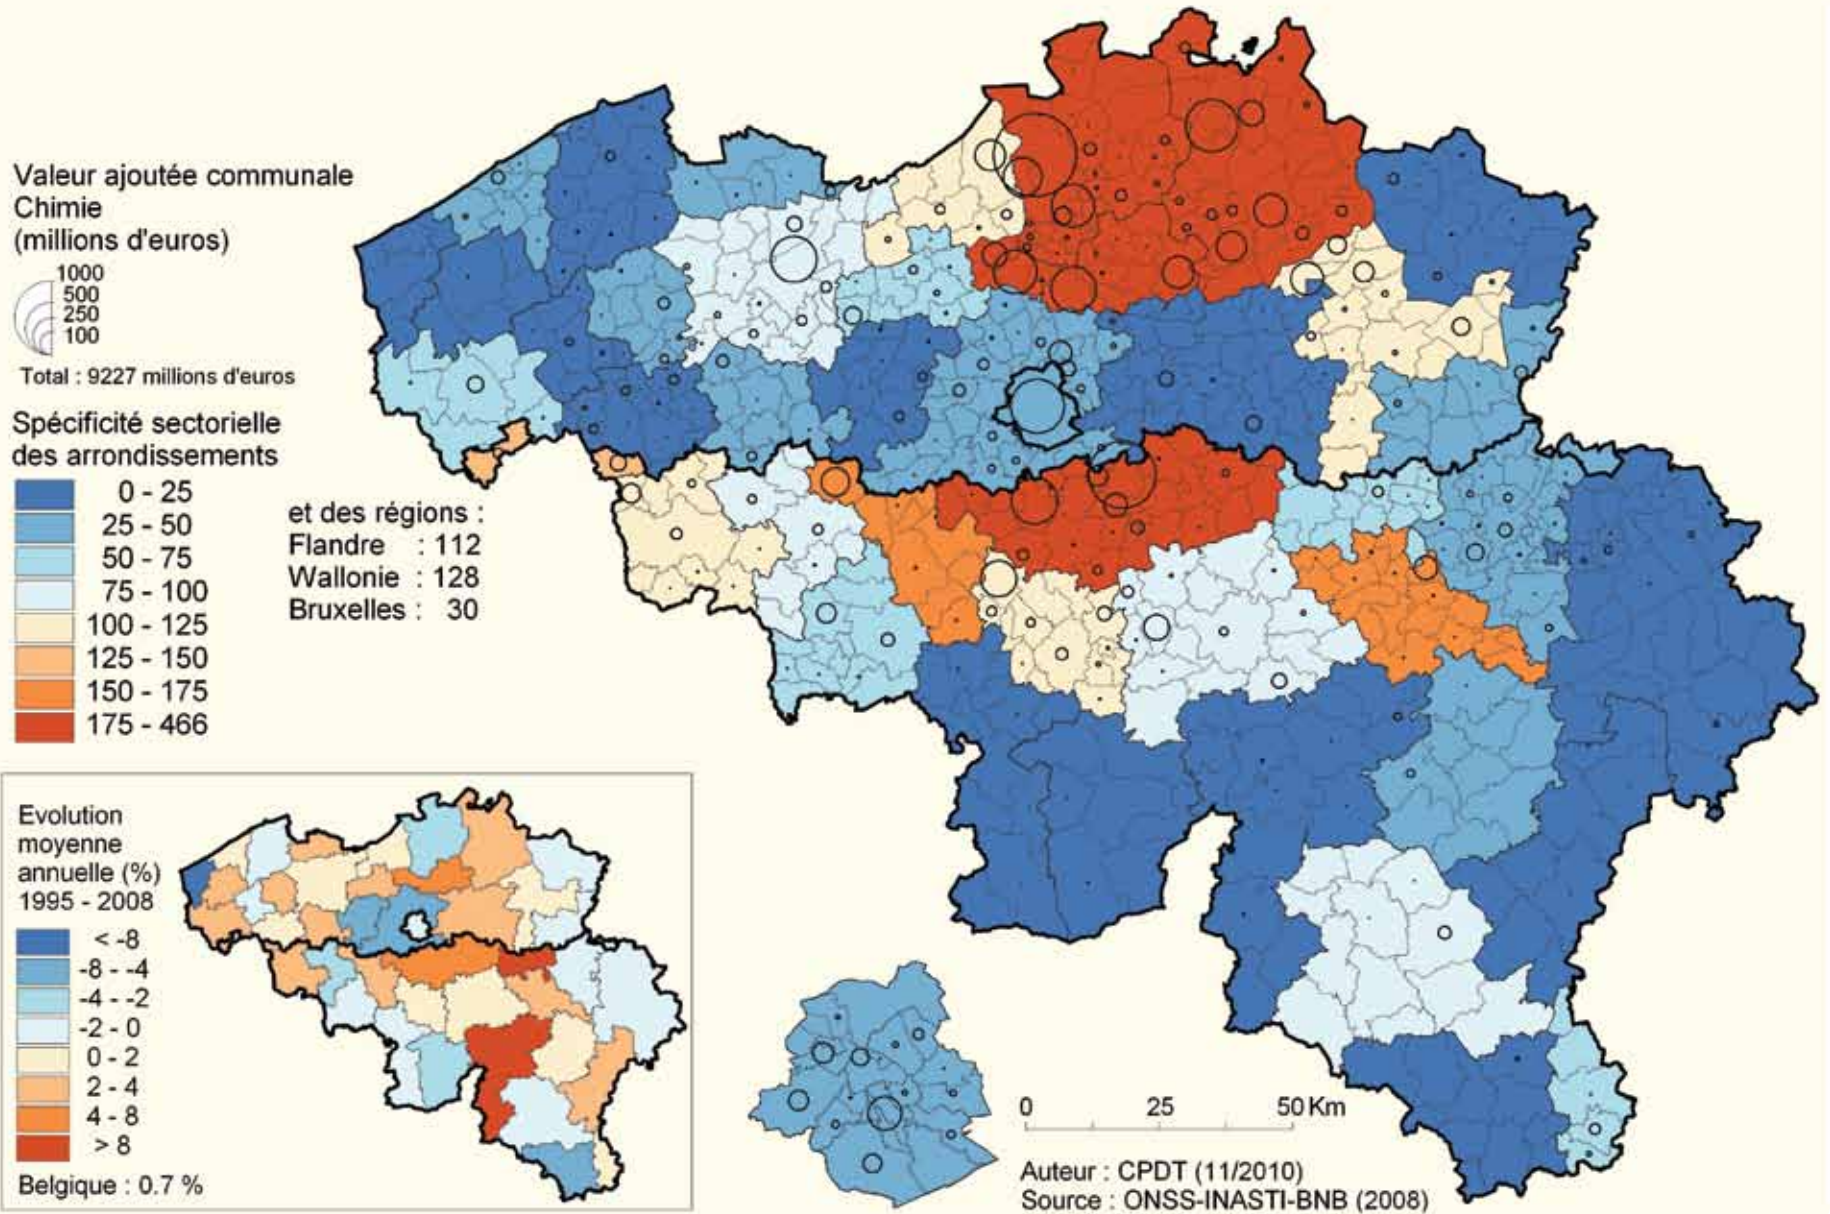 Valeur ajoutée communale
Chimie
(millions d'euros)
1000
500
250
100
Total : 9227 millions d'euros
Spécificité sectorielle
des arrondissements
0 - 25
25 - 50
50 - 75
75 - 100
100 - 125
125 - 150
150 - 175
175 - 466
et des régions :
Flandre : 112
Wallonie : 128
Bruxelles : 30
Evolution
moyenne
annuelle (%)
1995 - 2008
< -8
-8 - -4
-4 - -2
-2 - 0
0 - 2
2 - 4
4 - 8
> 8
Belgique : 0.7 %
0 25 50 Km
Auteur : CPDT (11/2010)
Source : ONSS-INASTI-BNB (2008)